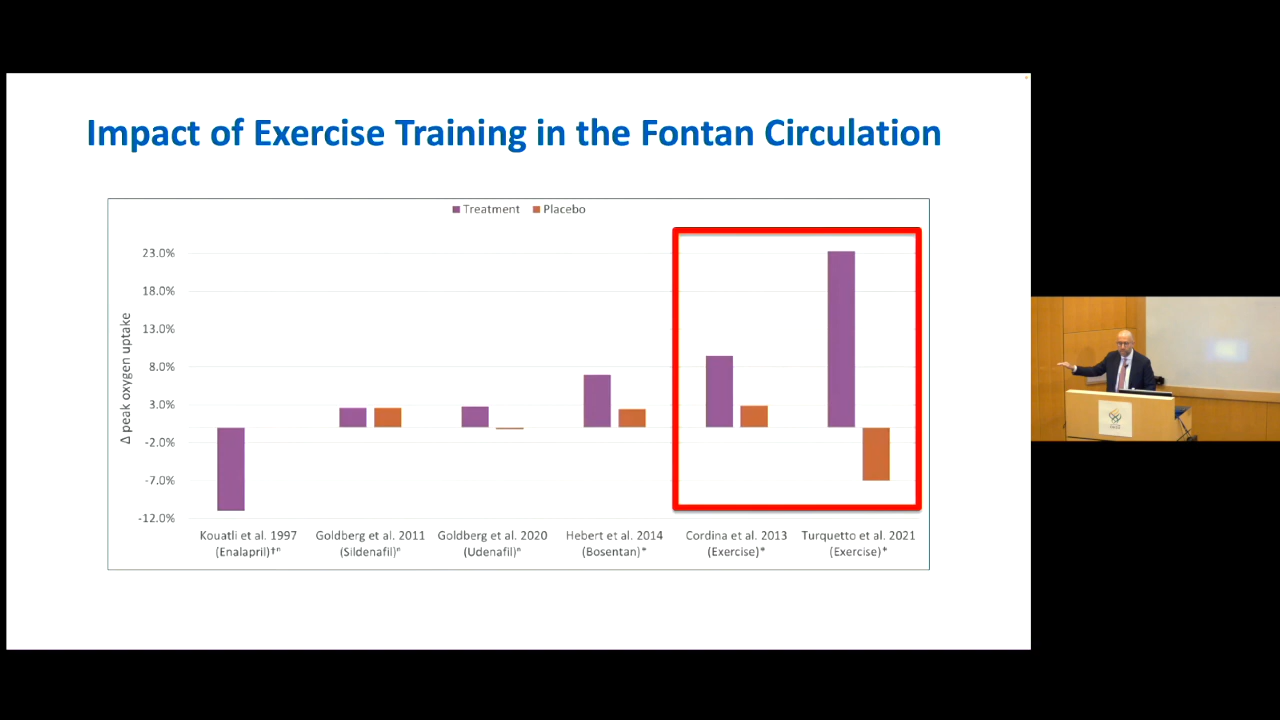 Impact of Exercise Training in the Fontan Circulation
Treatment Placebo
23.0%
18.0%
13.0%
8.0%
3.0%
-2.0%
-7.0%
-12.0%
Δ peak oxygen uptake
Kouatli et al. 1997
(Enalapril)†ⁿ
Goldberg et al. 2011
(Sildenafil)ⁿ
Goldberg et al. 2020
(Udenafil)ⁿ
Hebert et al. 2014
(Bosentan)*
Cordina et al. 2013
(Exercise)*
Turquetto et al. 2021
(Exercise)*